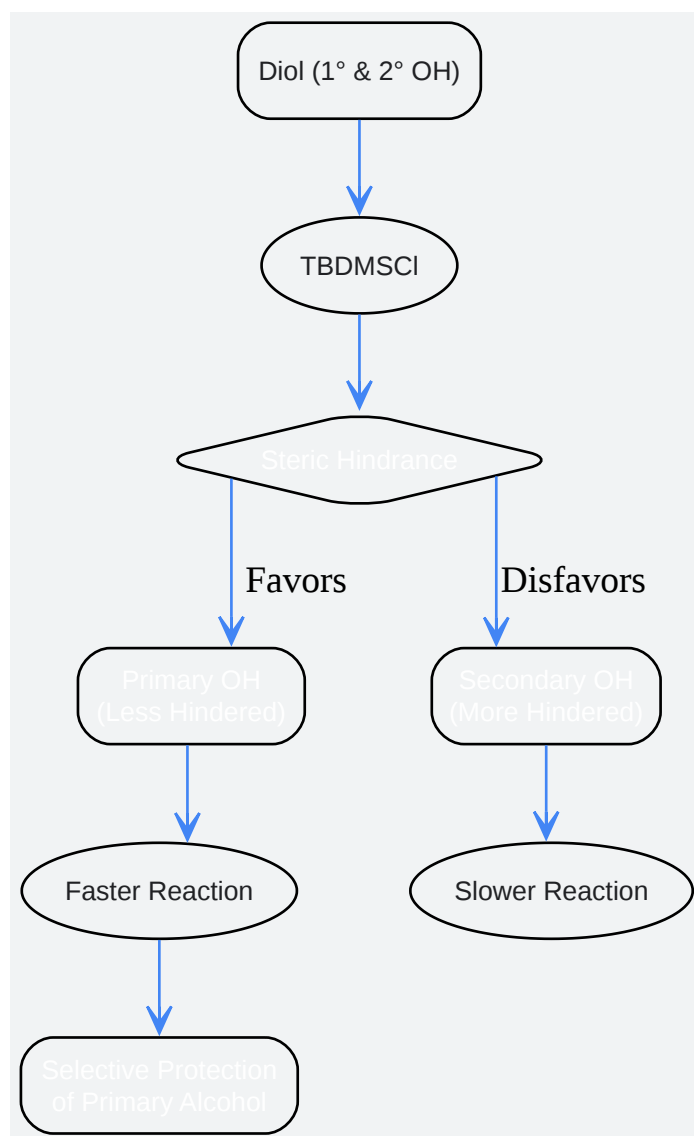 Diol (1° & 2° OH)
TBDMSCl
Steric Hindrance
Favors
Disfavors
Primary OH
(Less Hindered)
Secondary OH
(More Hindered)
Faster Reaction
Slower Reaction
Selective Protection
of Primary Alcohol